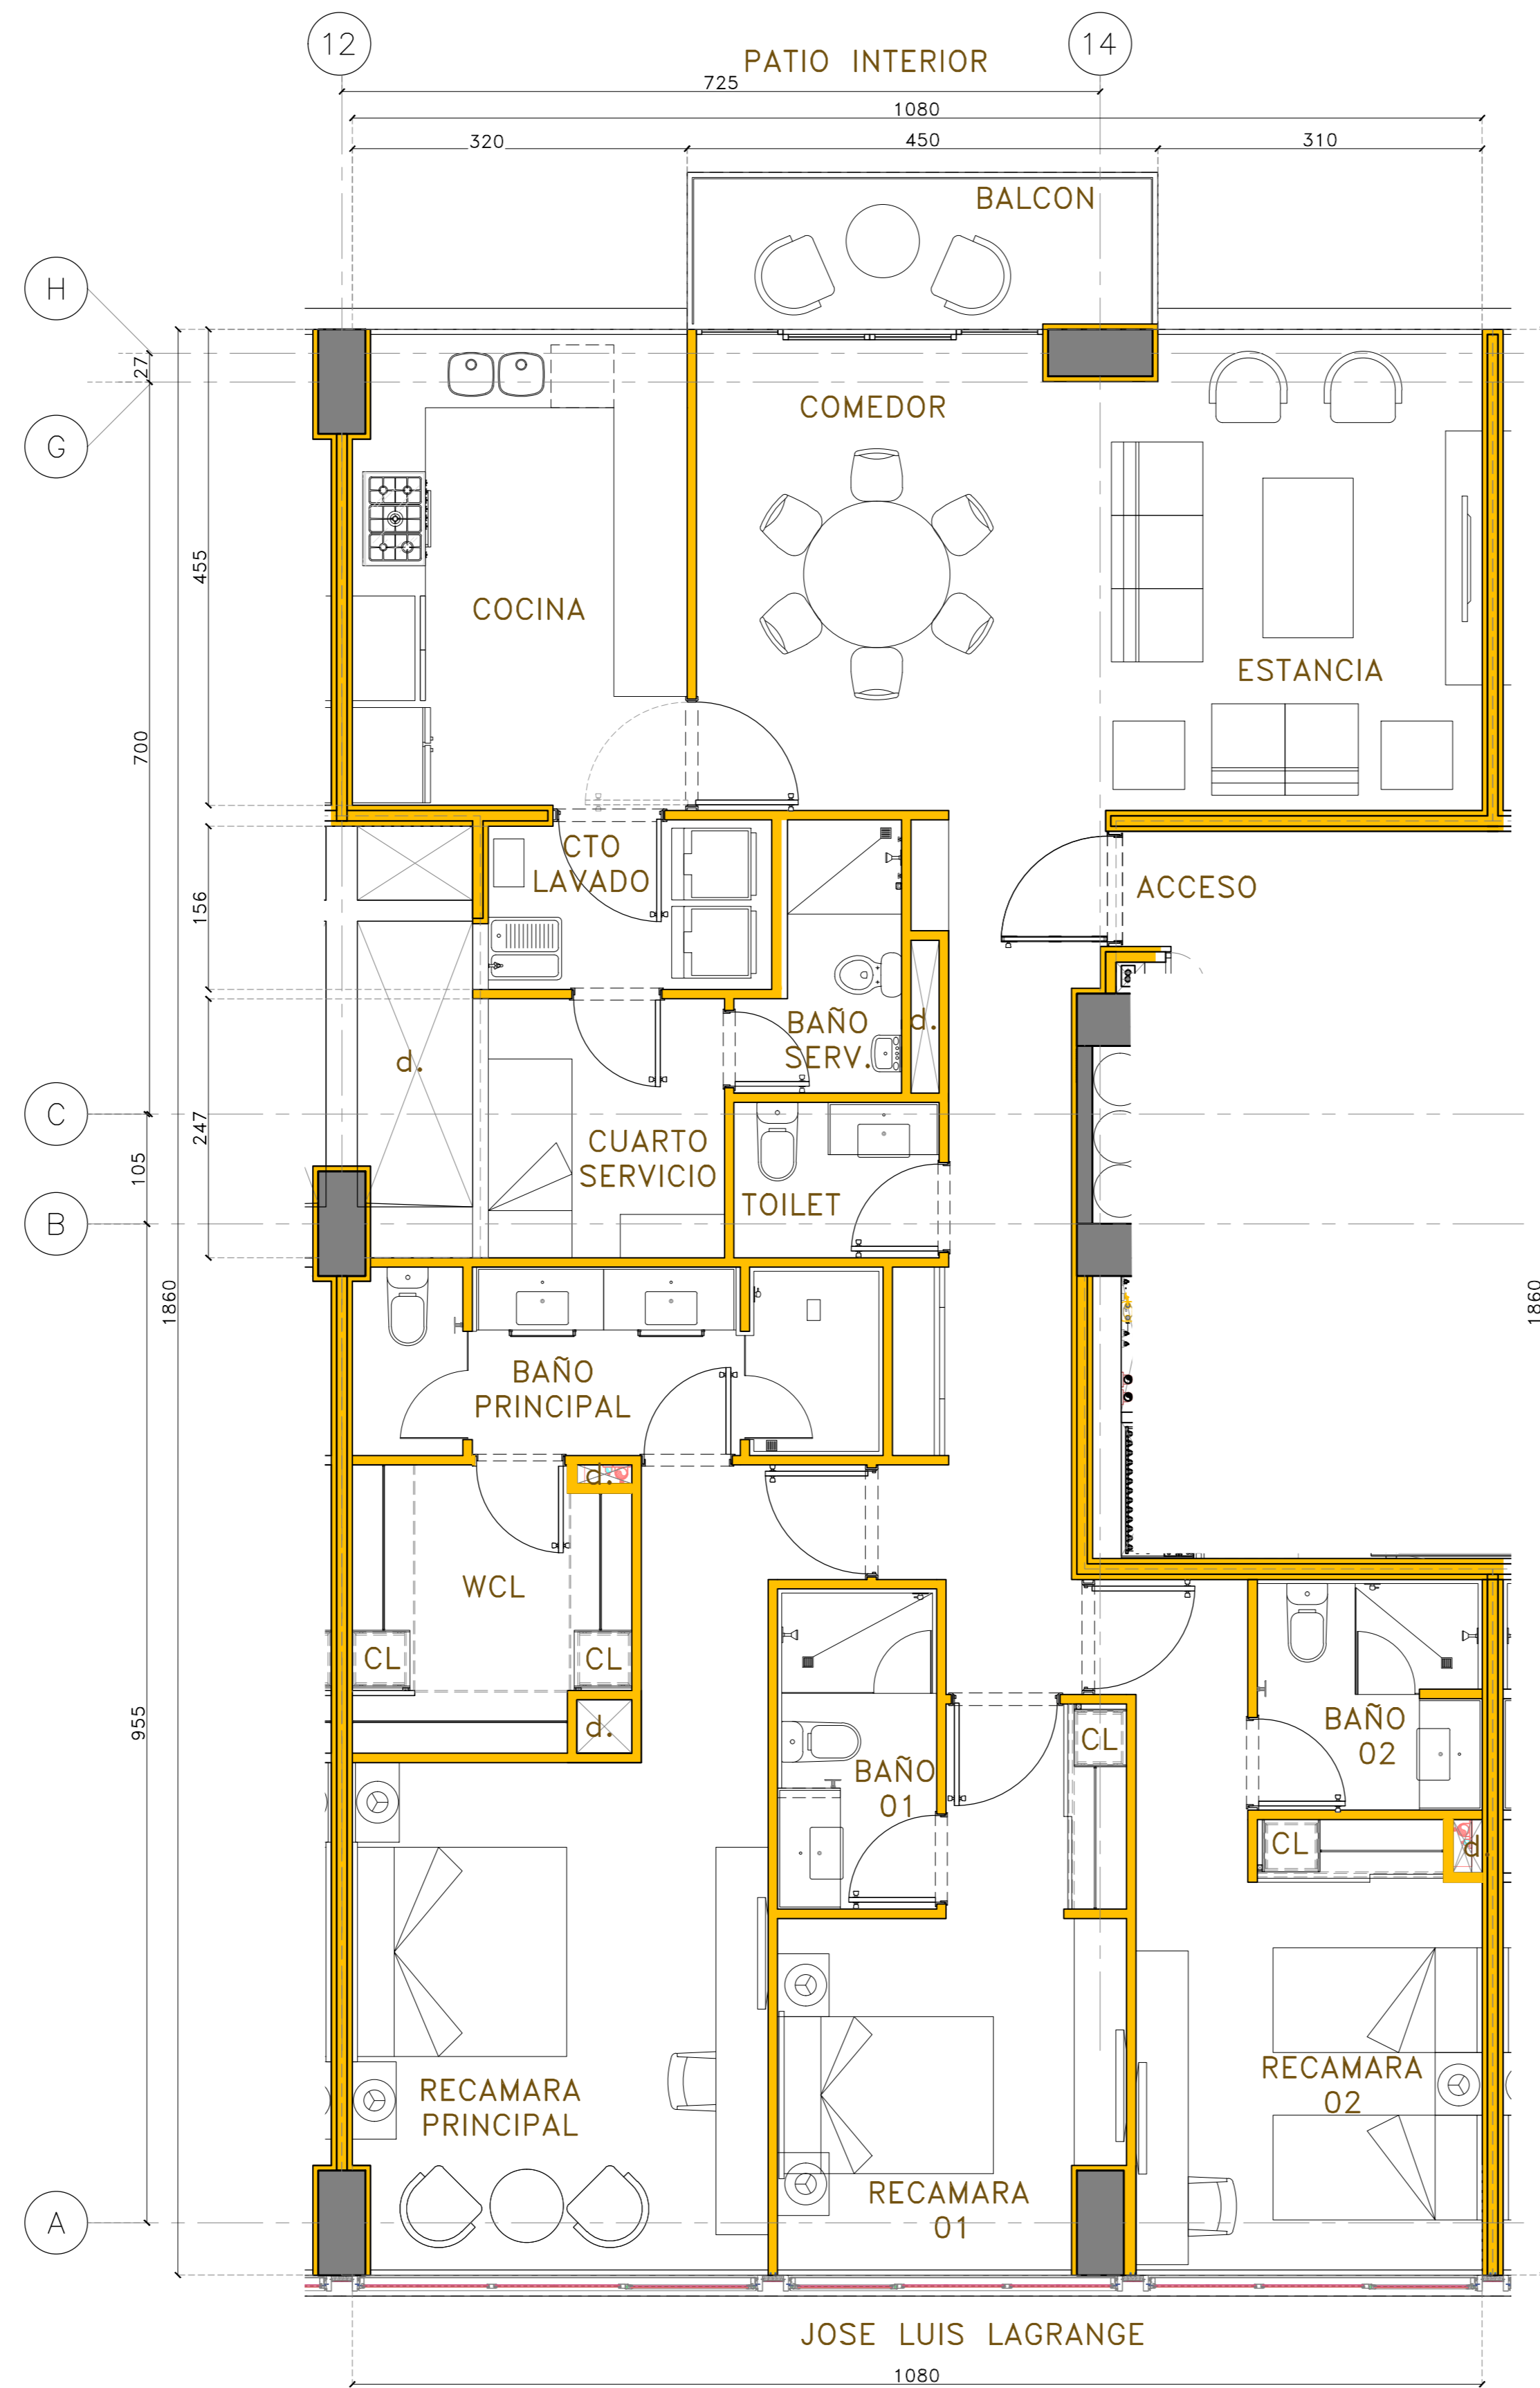 12
14
PATIO INTERIOR
725
1080
320
450
310
BALCON
H
27
G
COMEDOR
455
COCINA
ESTANCIA
700
CTO
LAVADO
ACCESO
156
BAÑO
SERV.
d.
d.
C
247
CUARTO
SERVICIO
105
TOILET
B
1860
1860
BAÑO
PRINCIPAL
d.
WCL
CL
CL
d.
955
CL
BAÑO
01
BAÑO
02
CL
d.
RECAMARA
PRINCIPAL
RECAMARA
02
RECAMARA
01
A
JOSE LUIS LAGRANGE
1080